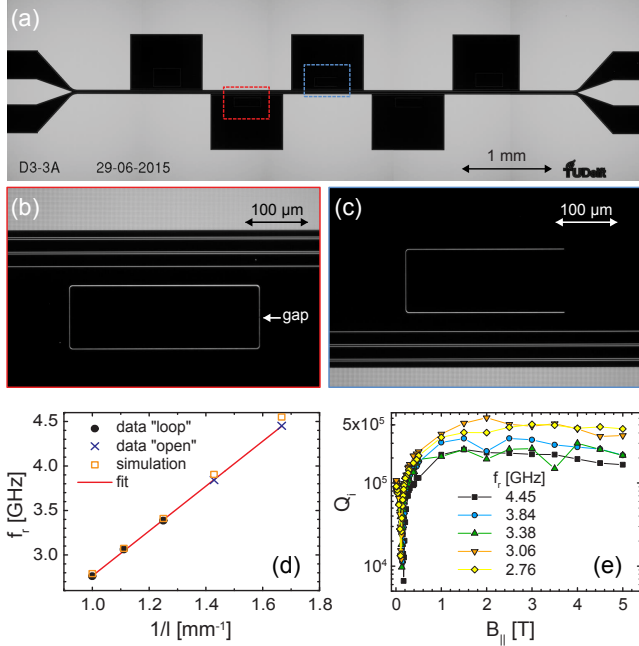 (a)
D3-3A 29-06-2015
1 mm
TUDelft
(b)
100 μm
gap
(c)
100 μm
4.5
4.0
3.5
3.0
f_r [GHz]
data "loop"
data "open"
simulation
fit
(d)
1.0 1.2 1.4 1.6 1.8
1/l [mm⁻¹]
5x10⁵
10⁵
10⁴
Q_i
f_r [GHz]
4.45
3.84
3.38
3.06
2.76
(e)
0 1 2 3 4 5
B_|| [T]